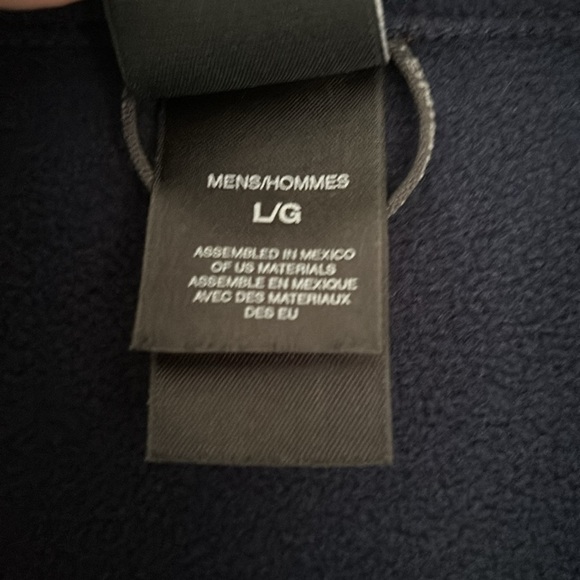 MENS/HOMMES
L/G
ASSEMBLED IN MEXICO
OF US MATERIALS
ASSEMBLE EN MEXIQUE
AVEC DES MATERIAUX
DES EU